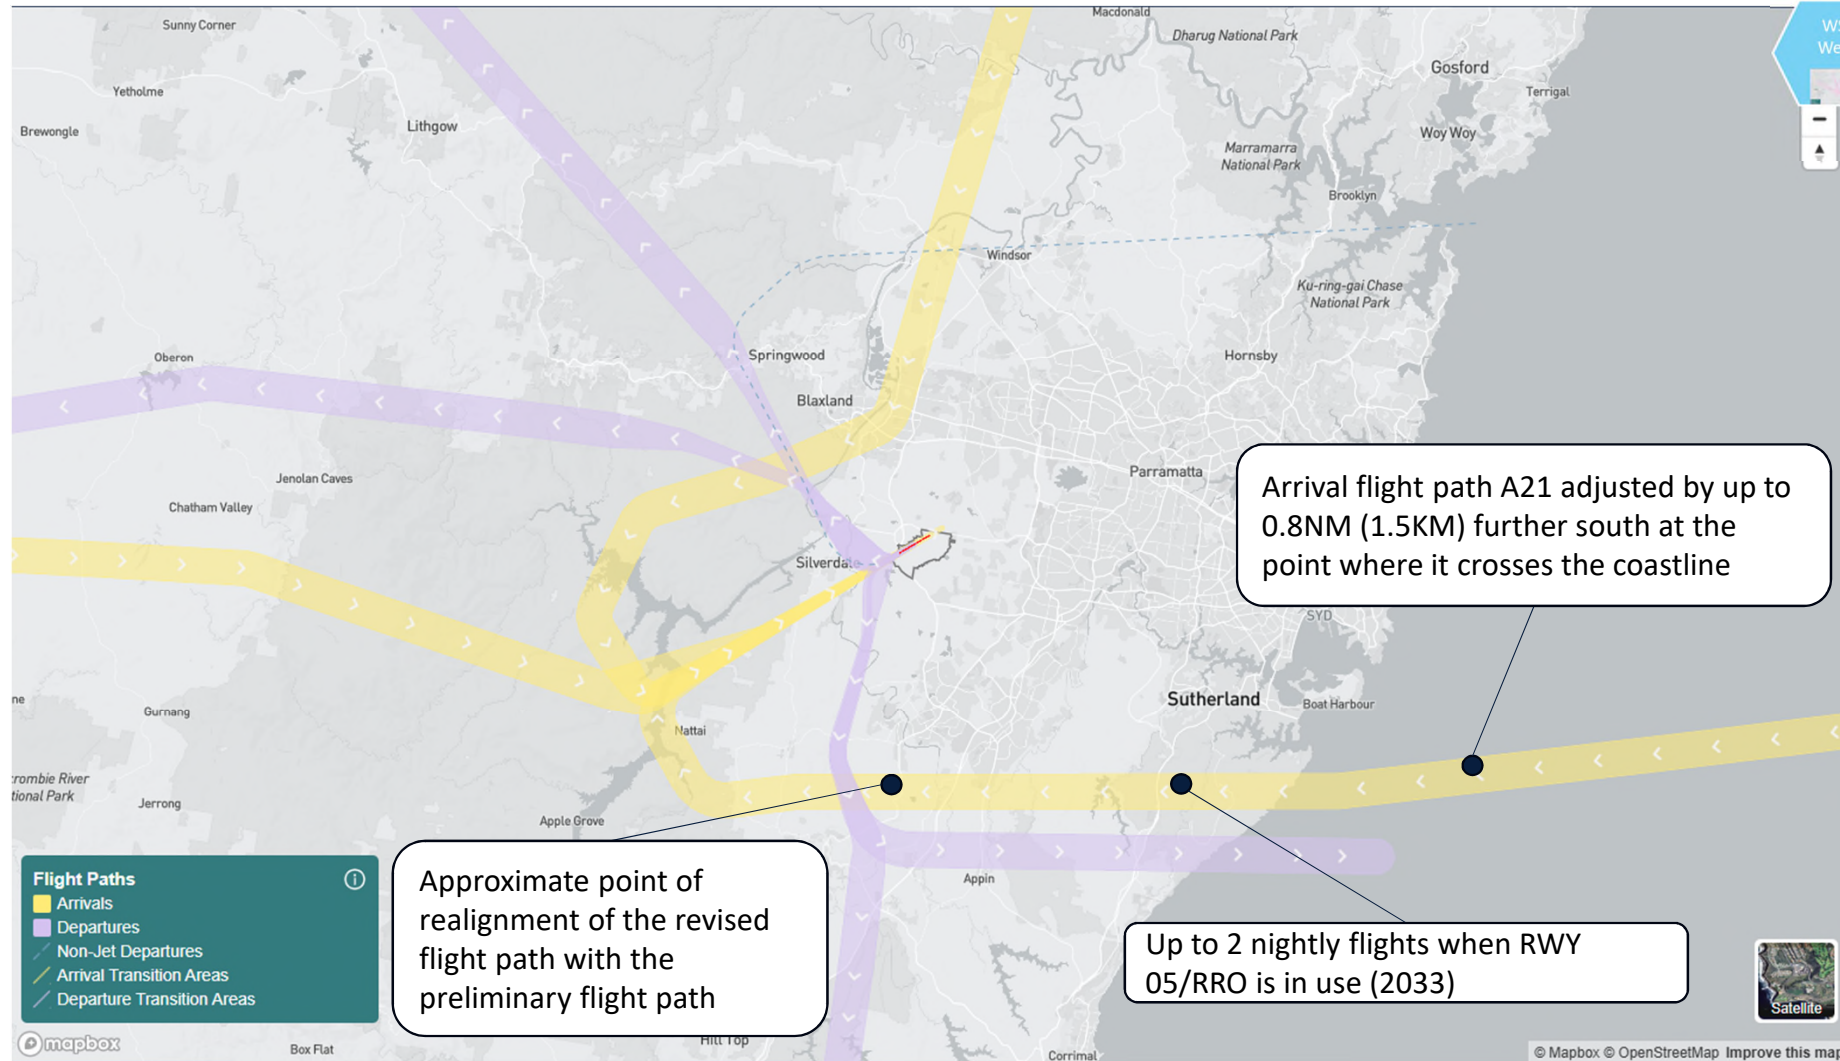 Sunny Corner
Macdonald
Dharug National Park
Gosford
Terrigal
Yetholme
Brewongle
Lithgow
Woy Woy
Marramarra
National Park
Brooklyn
Windsor
Ku-ring-gai Chase
National Park
Oberon
Springwood
Hornsby
Blaxland
Parramatta
Jenolan Caves
Chatham Valley
Silverdale
Arrival flight path A21 adjusted by up to
0.8NM (1.5KM) further south at the
point where it crosses the coastline
SYD
Sutherland
Boat Harbour
Gurnang
Nattai
Jerrong
Apple Grove
Appin
Approximate point of
realignment of the revised
flight path with the
preliminary flight path
Up to 2 nightly flights when RWY
05/RRO is in use (2033)
Flight Paths
Arrivals
Departures
Non-Jet Departures
Arrival Transition Areas
Departure Transition Areas
Satellite
mapbox
Box Flat
Hill Top
Corrimal
© Mapbox © OpenStreetMap Improve this map